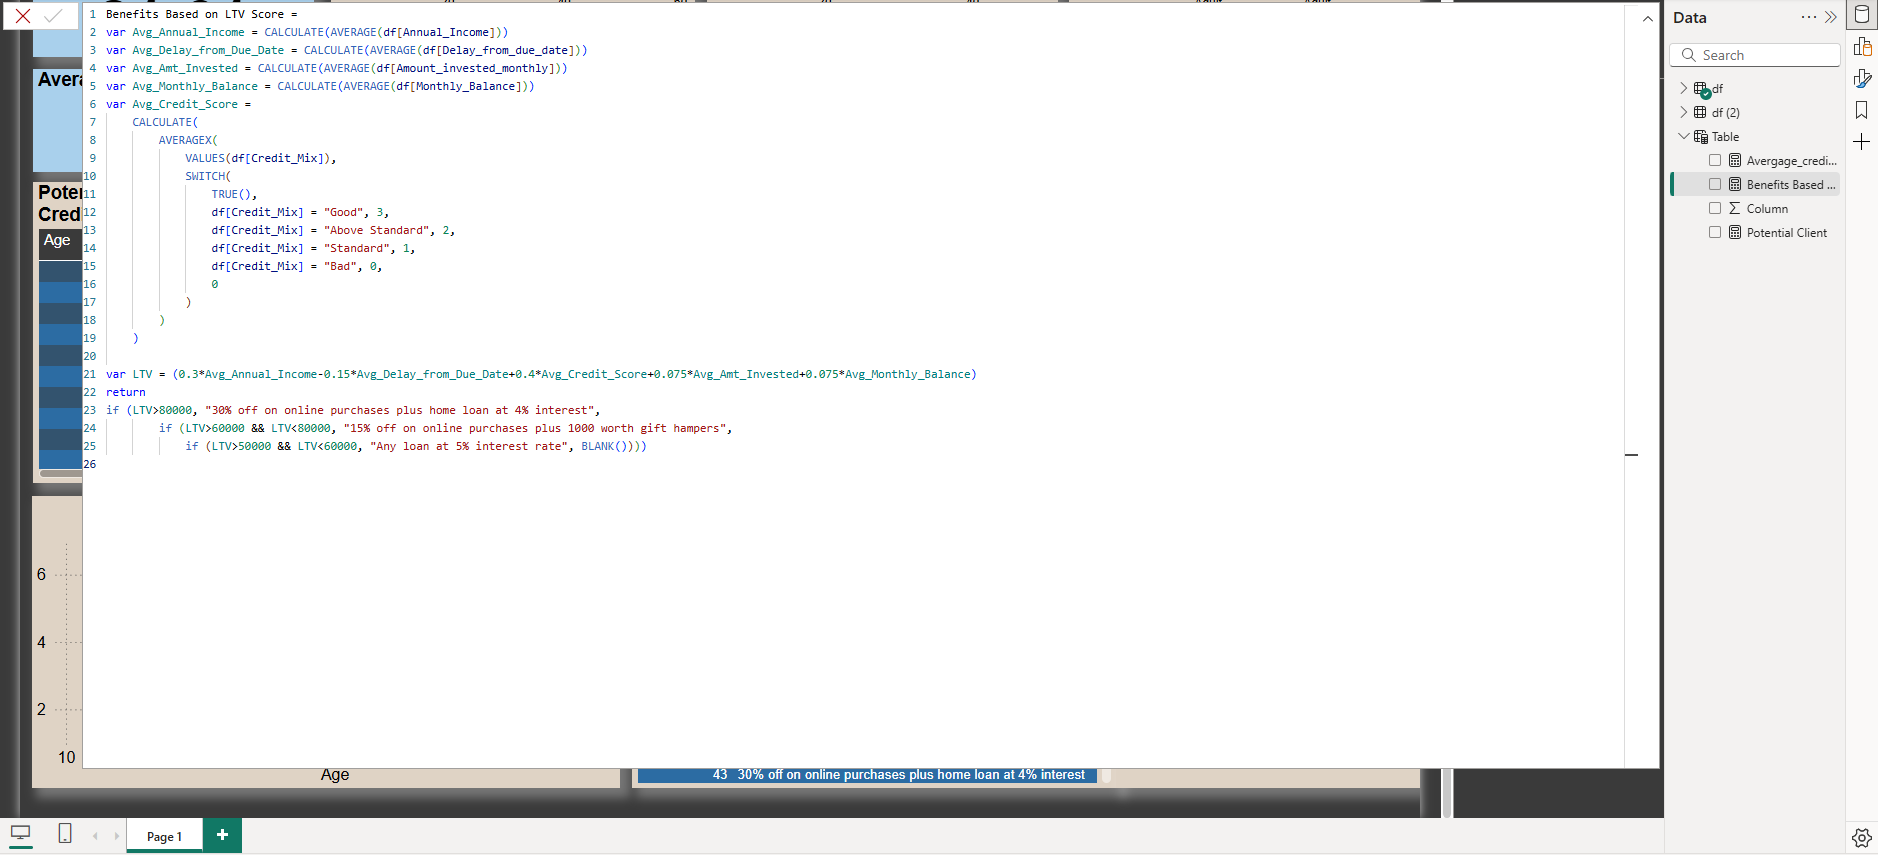 1 Benefits Based on LTV Score =
2 var Avg_Annual_Income = CALCULATE(AVERAGE(df[Annual_Income]))
3 var Avg_Delay_from_Due_Date = CALCULATE(AVERAGE(df[Delay_from_due_date]))
4 var Avg_Amt_Invested = CALCULATE(AVERAGE(df[Amount_invested_monthly]))
5 var Avg_Monthly_Balance = CALCULATE(AVERAGE(df[Monthly_Balance]))
6 var Avg_Credit_Score =
7 CALCULATE(
8 AVERAGEX(
9 VALUES(df[Credit_Mix]),
10 SWITCH(
11 TRUE(),
12 df[Credit_Mix] = "Good", 3,
13 df[Credit_Mix] = "Above Standard", 2,
14 df[Credit_Mix] = "Standard", 1,
15 df[Credit_Mix] = "Bad", 0,
16 0
17 )
18 )
19 )
20
21 var LTV = (0.3*Avg_Annual_Income-0.15*Avg_Delay_from_Due_Date+0.4*Avg_Credit_Score+0.075*Avg_Amt_Invested+0.075*Avg_Monthly_Balance)
22 return
23 if (LTV>80000, "30% off on online purchases plus home loan at 4% interest",
24 if (LTV>60000 && LTV<80000, "15% off on online purchases plus 1000 worth gift hampers",
25 if (LTV>50000 && LTV<60000, "Any loan at 5% interest rate", BLANK())))
26
Age
6
4
2
10
Age
43 30% off on online purchases plus home loan at 4% interest
Page 1
Data
Search
df
df (2)
Table
Avergage_credi...
Benefits Based ...
Column
Potential Client